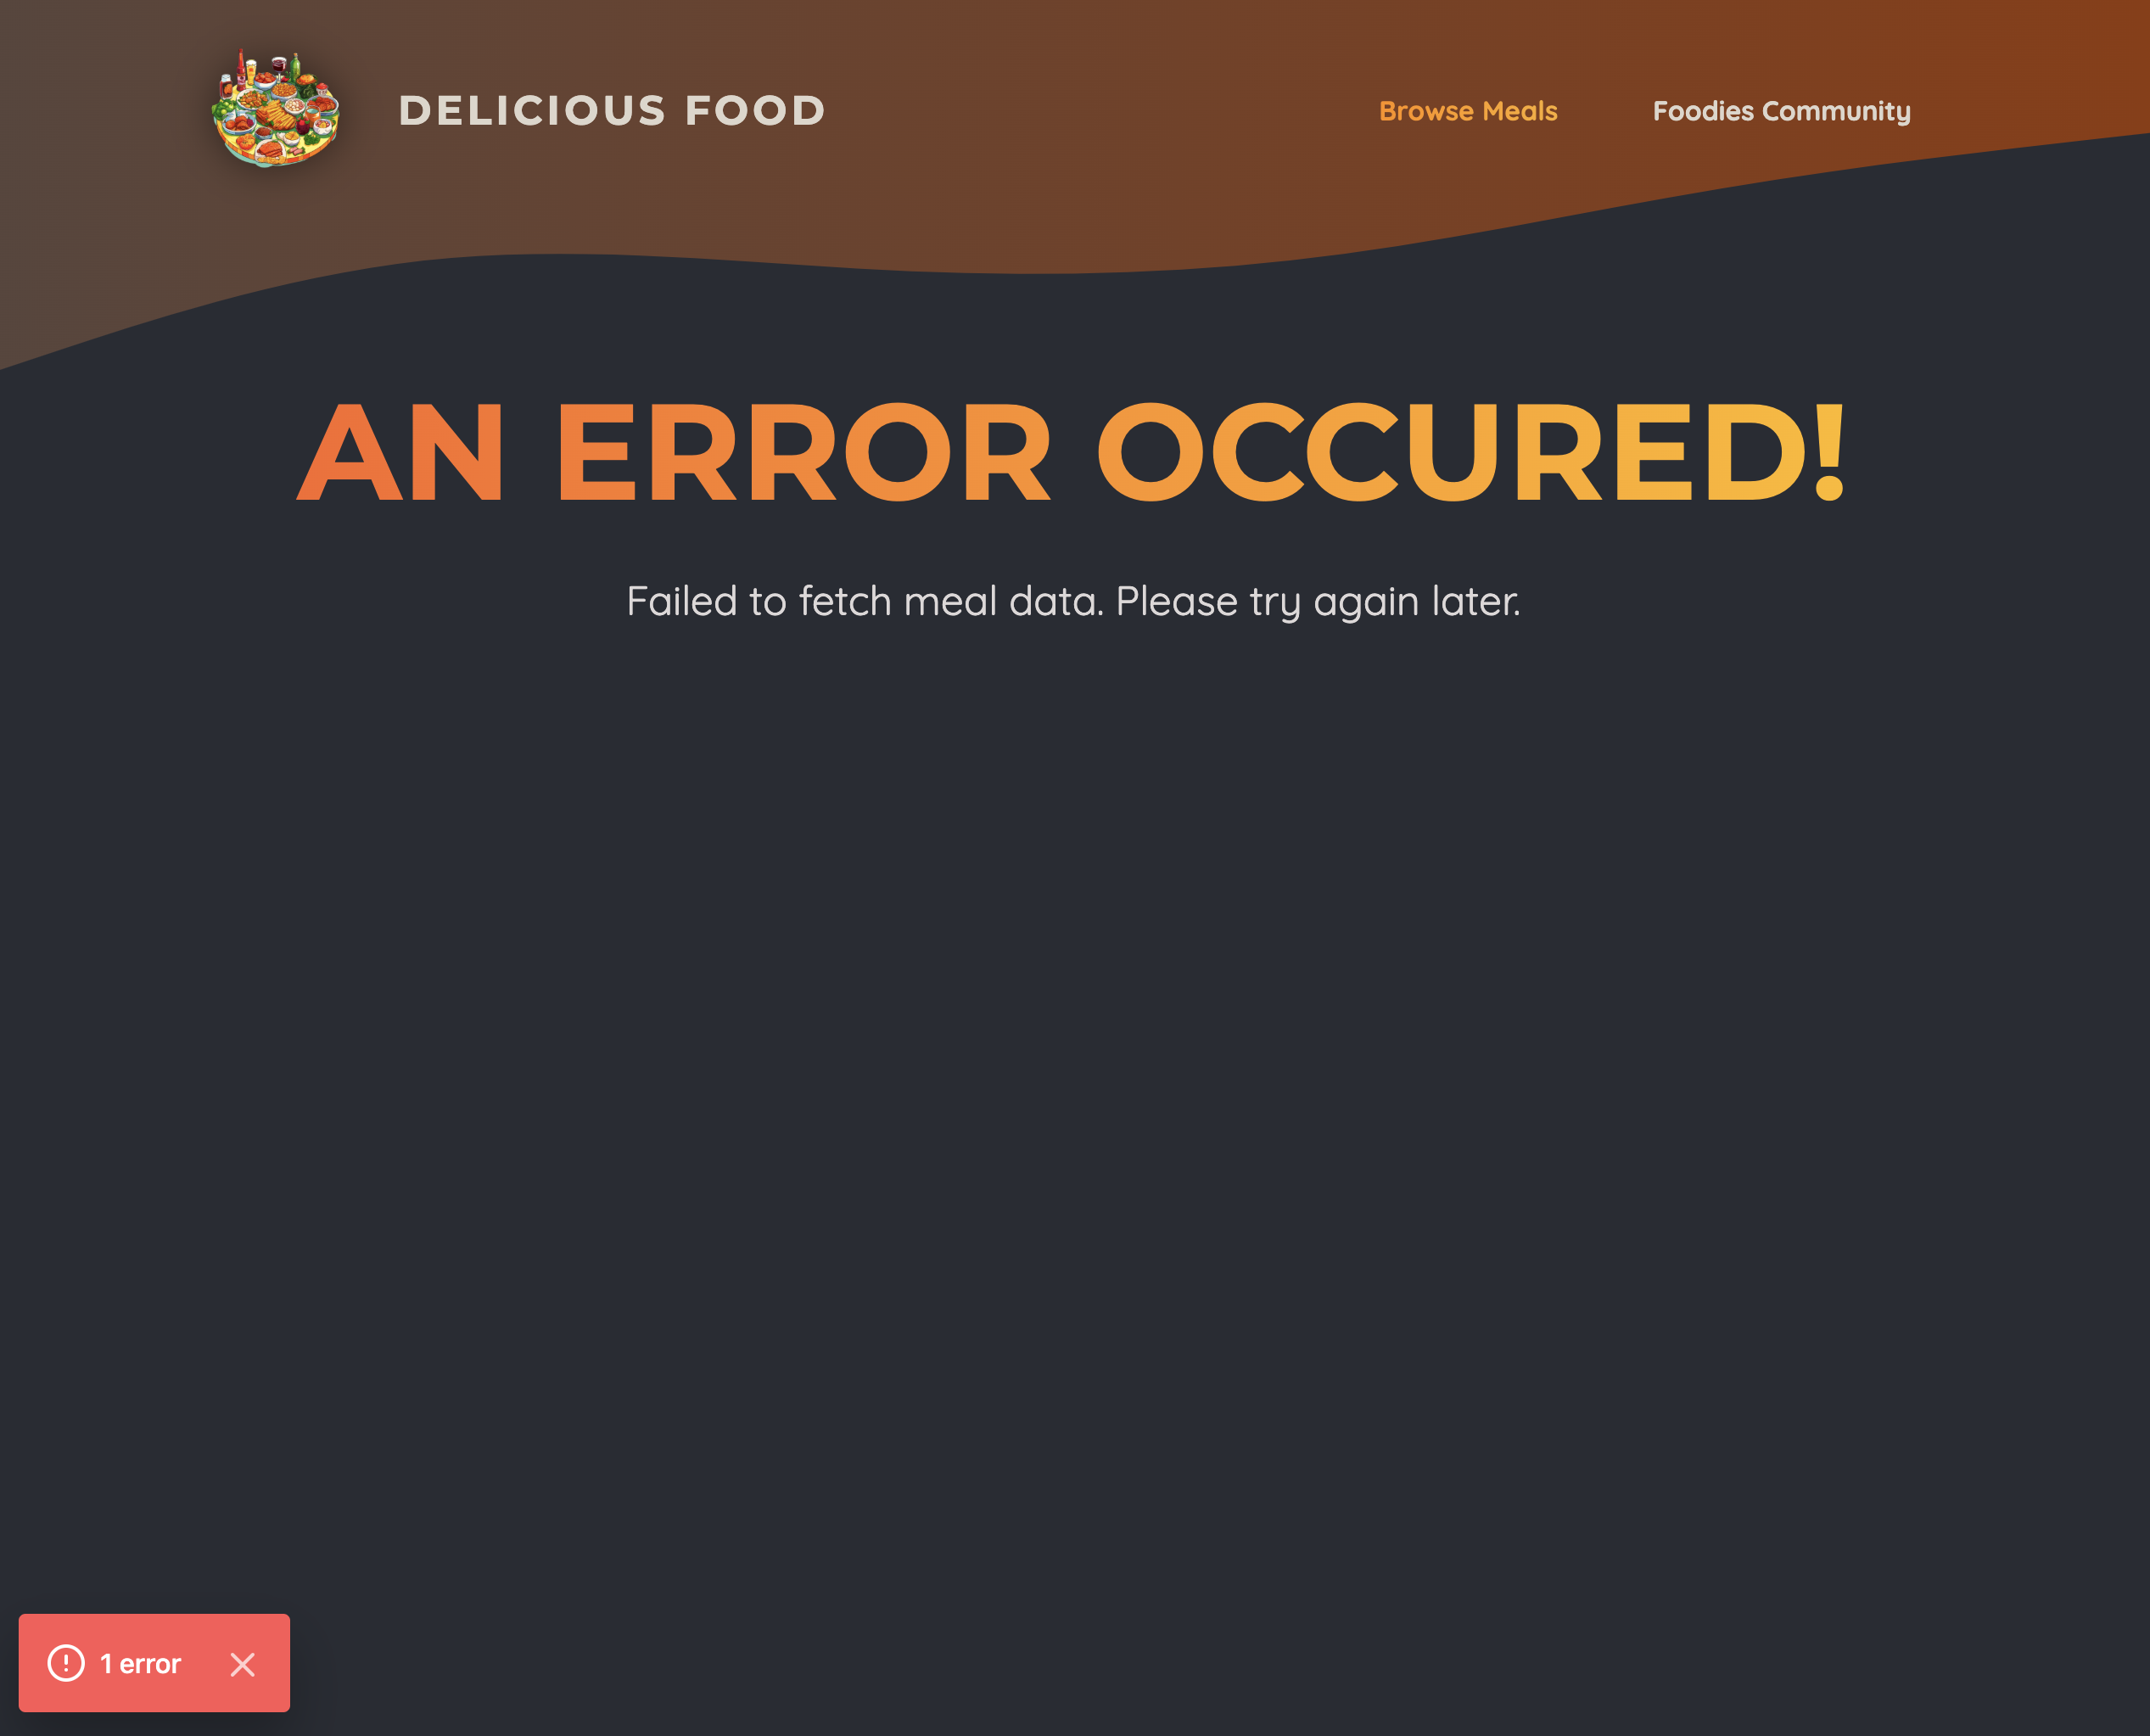 DELICIOUS FOOD
Browse Meals
Foodies Community
AN ERROR OCCURED!
Failed to fetch meal data. Please try again later.
1 error